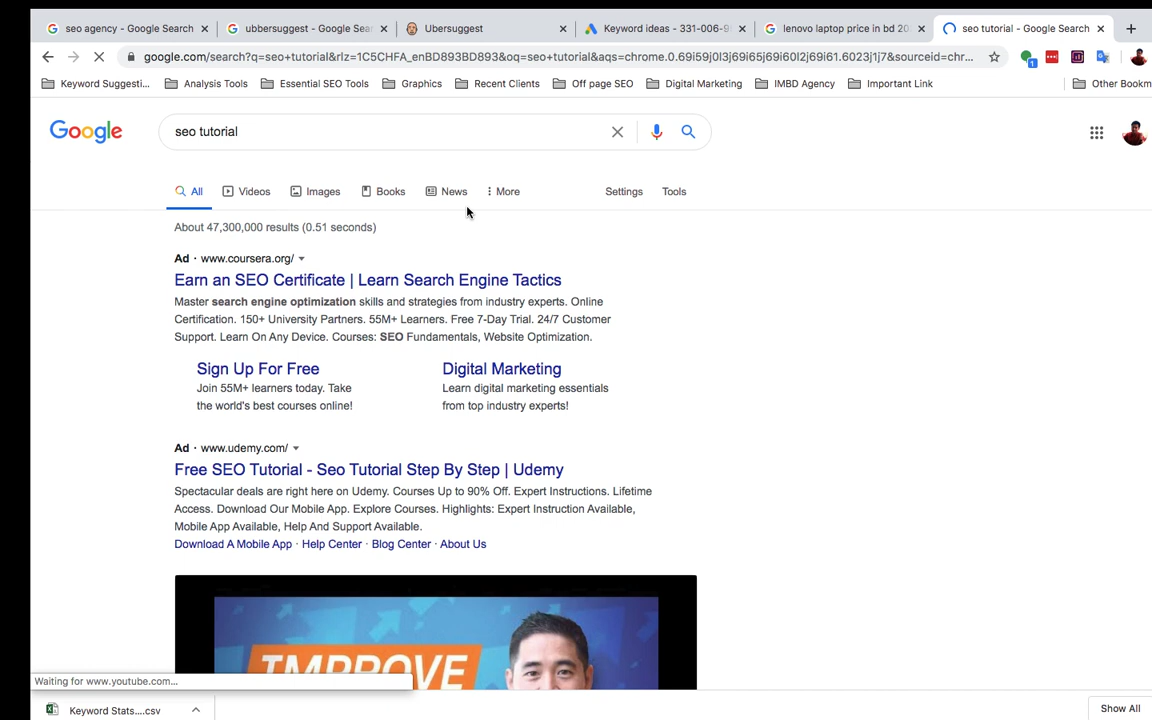 seo agency - Google Search
ubbersuggest - Google Sear
Ubersuggest
Keyword ideas - 331-006-9
lenovo laptop price in bd 20
seo tutorial - Google Search
google.com/search?q=seo+tutorial&rlz=1C5CHFA_enBD893BD893&oq=seo+tutorial&aqs=chrome.0.69i59j0l3j69i65j69i60l2j69i61.6023j1j7&sourceid=chr...
Keyword Suggesti...
Analysis Tools
Essential SEO Tools
Graphics
Recent Clients
Off page SEO
Digital Marketing
IMBD Agency
Important Link
Other Bookm
Google
seo tutorial
All
Videos
Images
Books
News
More
Settings
Tools
About 47,300,000 results (0.51 seconds)
Ad · www.coursera.org/
Earn an SEO Certificate | Learn Search Engine Tactics
Master search engine optimization skills and strategies from industry experts. Online
Certification. 150+ University Partners. 55M+ Learners. Free 7-Day Trial. 24/7 Customer
Support. Learn On Any Device. Courses: SEO Fundamentals, Website Optimization.
Sign Up For Free
Join 55M+ learners today. Take
the world's best courses online!
Digital Marketing
Learn digital marketing essentials
from top industry experts!
Ad · www.udemy.com/
Free SEO Tutorial - Seo Tutorial Step By Step | Udemy
Spectacular deals are right here on Udemy. Courses Up to 90% Off. Expert Instructions. Lifetime
Access. Download Our Mobile App. Explore Courses. Highlights: Expert Instruction Available,
Mobile App Available, Help And Support Available.
Download A Mobile App · Help Center · Blog Center · About Us
IMPROVE
Waiting for www.youtube.com...
Keyword Stats....csv
Show All